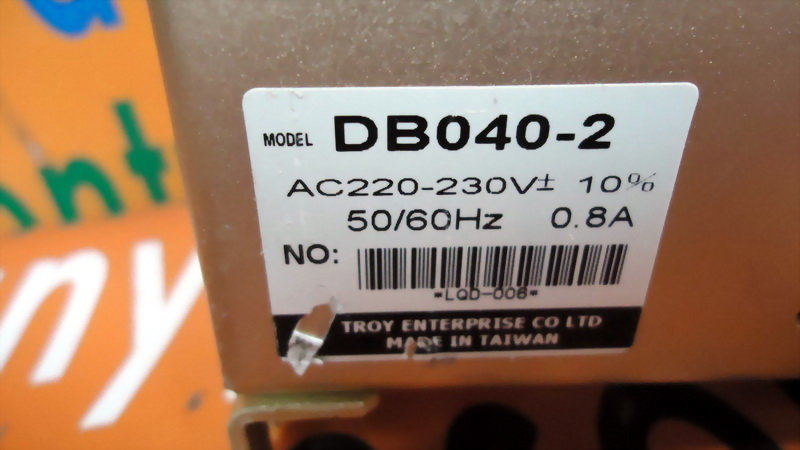 MODEL DB040-2
AC220-230V± 10%
50/60Hz 0.8A
NO:
*LQD-006*
TROY ENTERPRISE CO LTD
MADE IN TAIWAN